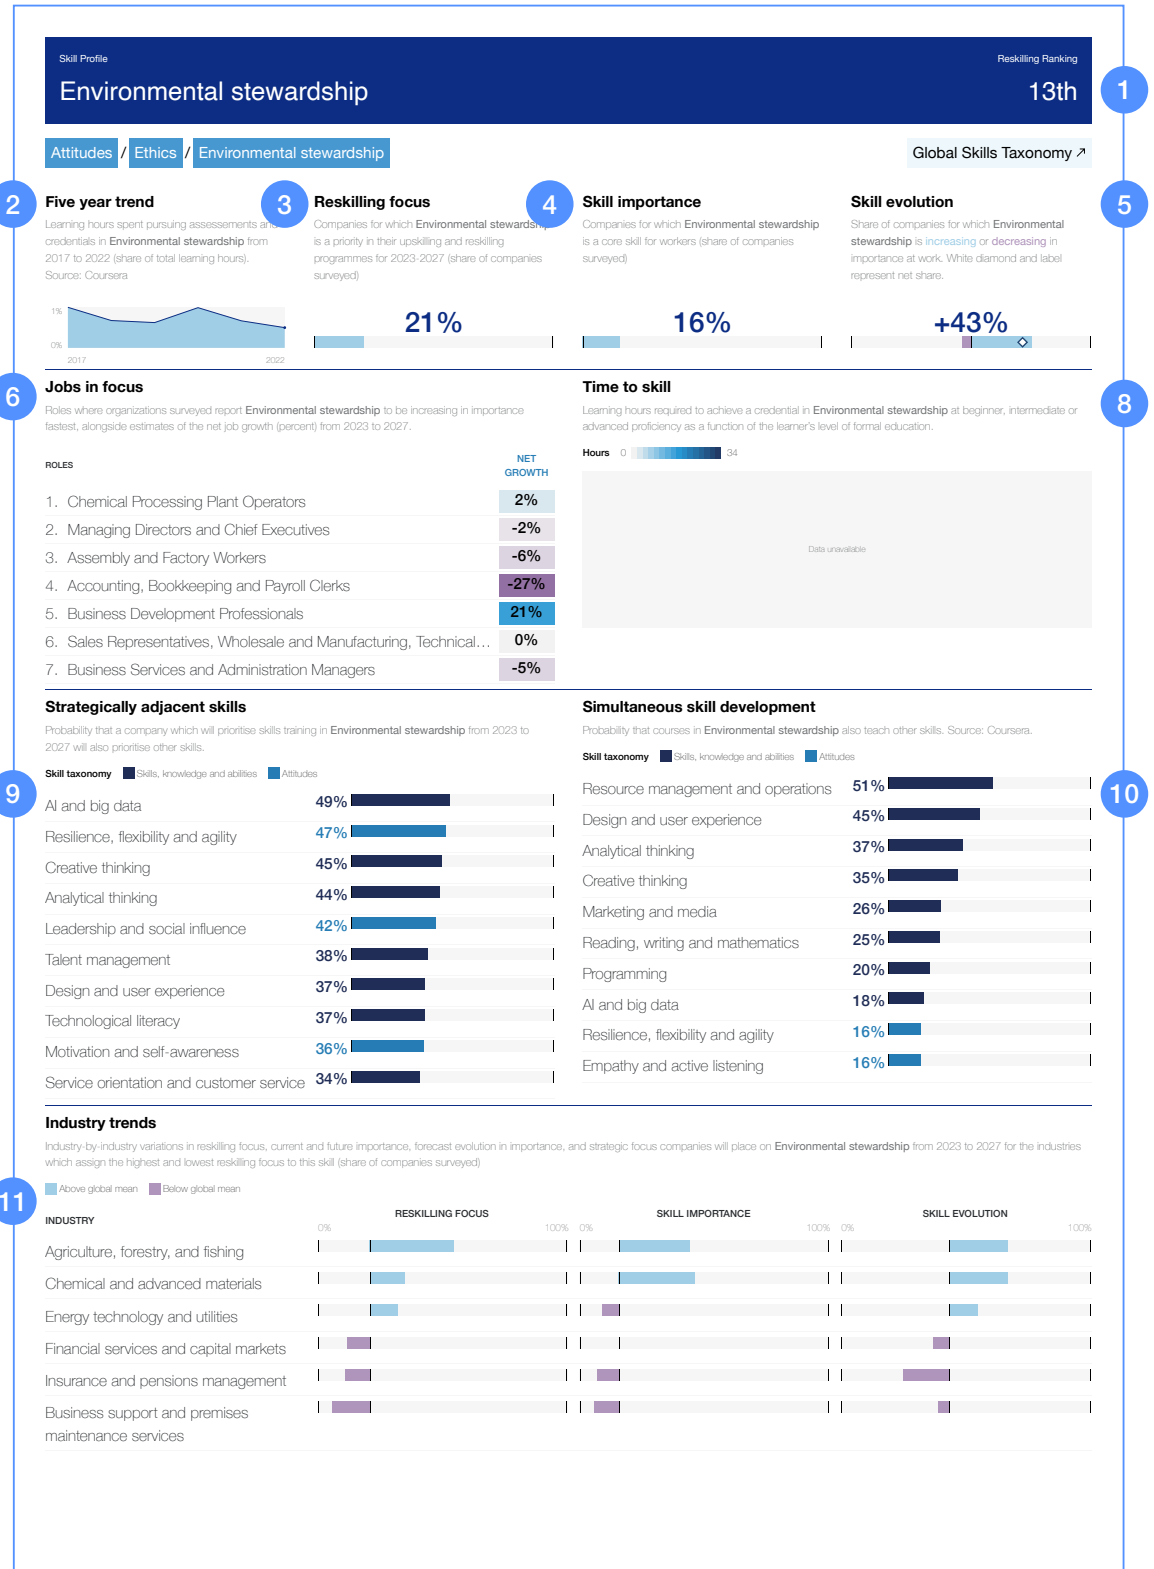 Skill Profile
Reskilling Ranking
Environmental stewardship
13th
1
Attitudes / Ethics / Environmental stewardship
Global Skills Taxonomy ↗
2
Five year trend
Learning hours spent pursuing assessements and
credentials in Environmental stewardship from
2017 to 2022 (share of total learning hours).
Source: Coursera
1%
0%
2017
2022
3
Reskilling focus
Companies for which Environmental stewardship
is a priority in their upskilling and reskilling
programmes for 2023-2027 (share of companies
surveyed)
21%
4
Skill importance
Companies for which Environmental stewardship
is a core skill for workers (share of companies
surveyed)
16%
5
Skill evolution
Share of companies for which Environmental
stewardship is increasing or decreasing in
importance at work. White diamond and label
represent net share.
+43%
6
Jobs in focus
Roles where organizations surveyed report Environmental stewardship to be increasing in importance
fastest, alongside estimates of the net job growth (percent) from 2023 to 2027.
ROLES
NET
GROWTH
1. Chemical Processing Plant Operators 2%
2. Managing Directors and Chief Executives -2%
3. Assembly and Factory Workers -6%
4. Accounting, Bookkeeping and Payroll Clerks -27%
5. Business Development Professionals 21%
6. Sales Representatives, Wholesale and Manufacturing, Technical... 0%
7. Business Services and Administration Managers -5%
8
Time to skill
Learning hours required to achieve a credential in Environmental stewardship at beginner, intermediate or
advanced proficiency as a function of the learner's level of formal education.
Hours 0 34
Data unavailable
9
Strategically adjacent skills
Probability that a company which will prioritise skills training in Environmental stewardship from 2023 to
2027 will also prioritise other skills.
Skill taxonomy Skills, knowledge and abilities Attitudes
AI and big data 49%
Resilience, flexibility and agility 47%
Creative thinking 45%
Analytical thinking 44%
Leadership and social influence 42%
Talent management 38%
Design and user experience 37%
Technological literacy 37%
Motivation and self-awareness 36%
Service orientation and customer service 34%
10
Simultaneous skill development
Probability that courses in Environmental stewardship also teach other skills. Source: Coursera.
Skill taxonomy Skills, knowledge and abilities Attitudes
Resource management and operations 51%
Design and user experience 45%
Analytical thinking 37%
Creative thinking 35%
Marketing and media 26%
Reading, writing and mathematics 25%
Programming 20%
AI and big data 18%
Resilience, flexibility and agility 16%
Empathy and active listening 16%
11
Industry trends
Industry-by-industry variations in reskilling focus, current and future importance, forecast evolution in importance, and strategic focus companies will place on Environmental stewardship from 2023 to 2027 for the industries
which assign the highest and lowest reskilling focus to this skill (share of companies surveyed)
Above global mean Below global mean
INDUSTRY
RESKILLING FOCUS
SKILL IMPORTANCE
SKILL EVOLUTION
0% 100% 0% 100% 0% 100%
Agriculture, forestry, and fishing
Chemical and advanced materials
Energy technology and utilities
Financial services and capital markets
Insurance and pensions management
Business support and premises
maintenance services